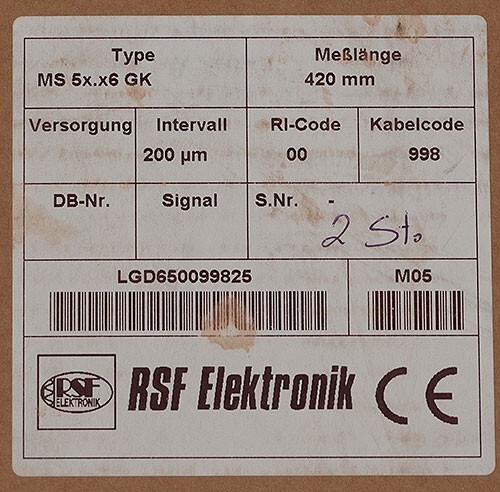 Type Meßlänge
MS 5x.x6 GK 420 mm
Versorgung Intervall RI-Code Kabelcode
200 µm 00 998
DB-Nr. Signal S.Nr. -
2 Sto
LGD650099825 M05
RSF
ELEKTRONIK
RSF Elektronik CE